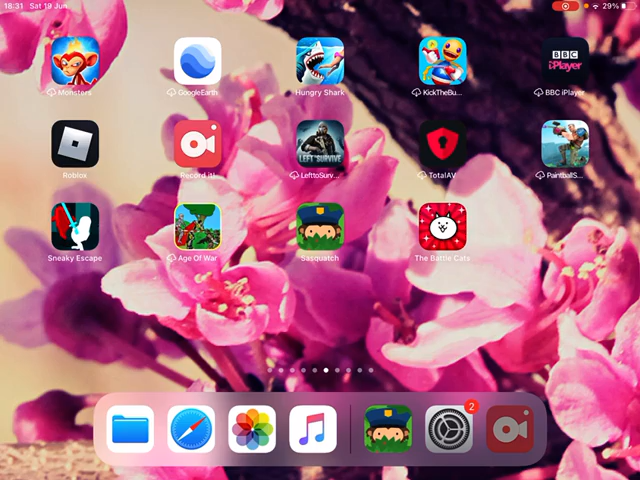 18:31 Sat 19 Jun 29%
Monsters
GoogleEarth
Hungry Shark
KickTheBu...
BBC
iPlayer
BBC iPlayer
Roblox
Record it!
LEFT SURVIVE
LefttoSurv...
TotalAV
PaintballS...
Sneaky Escape
Age Of War
Sasquatch
The Battle Cats
2